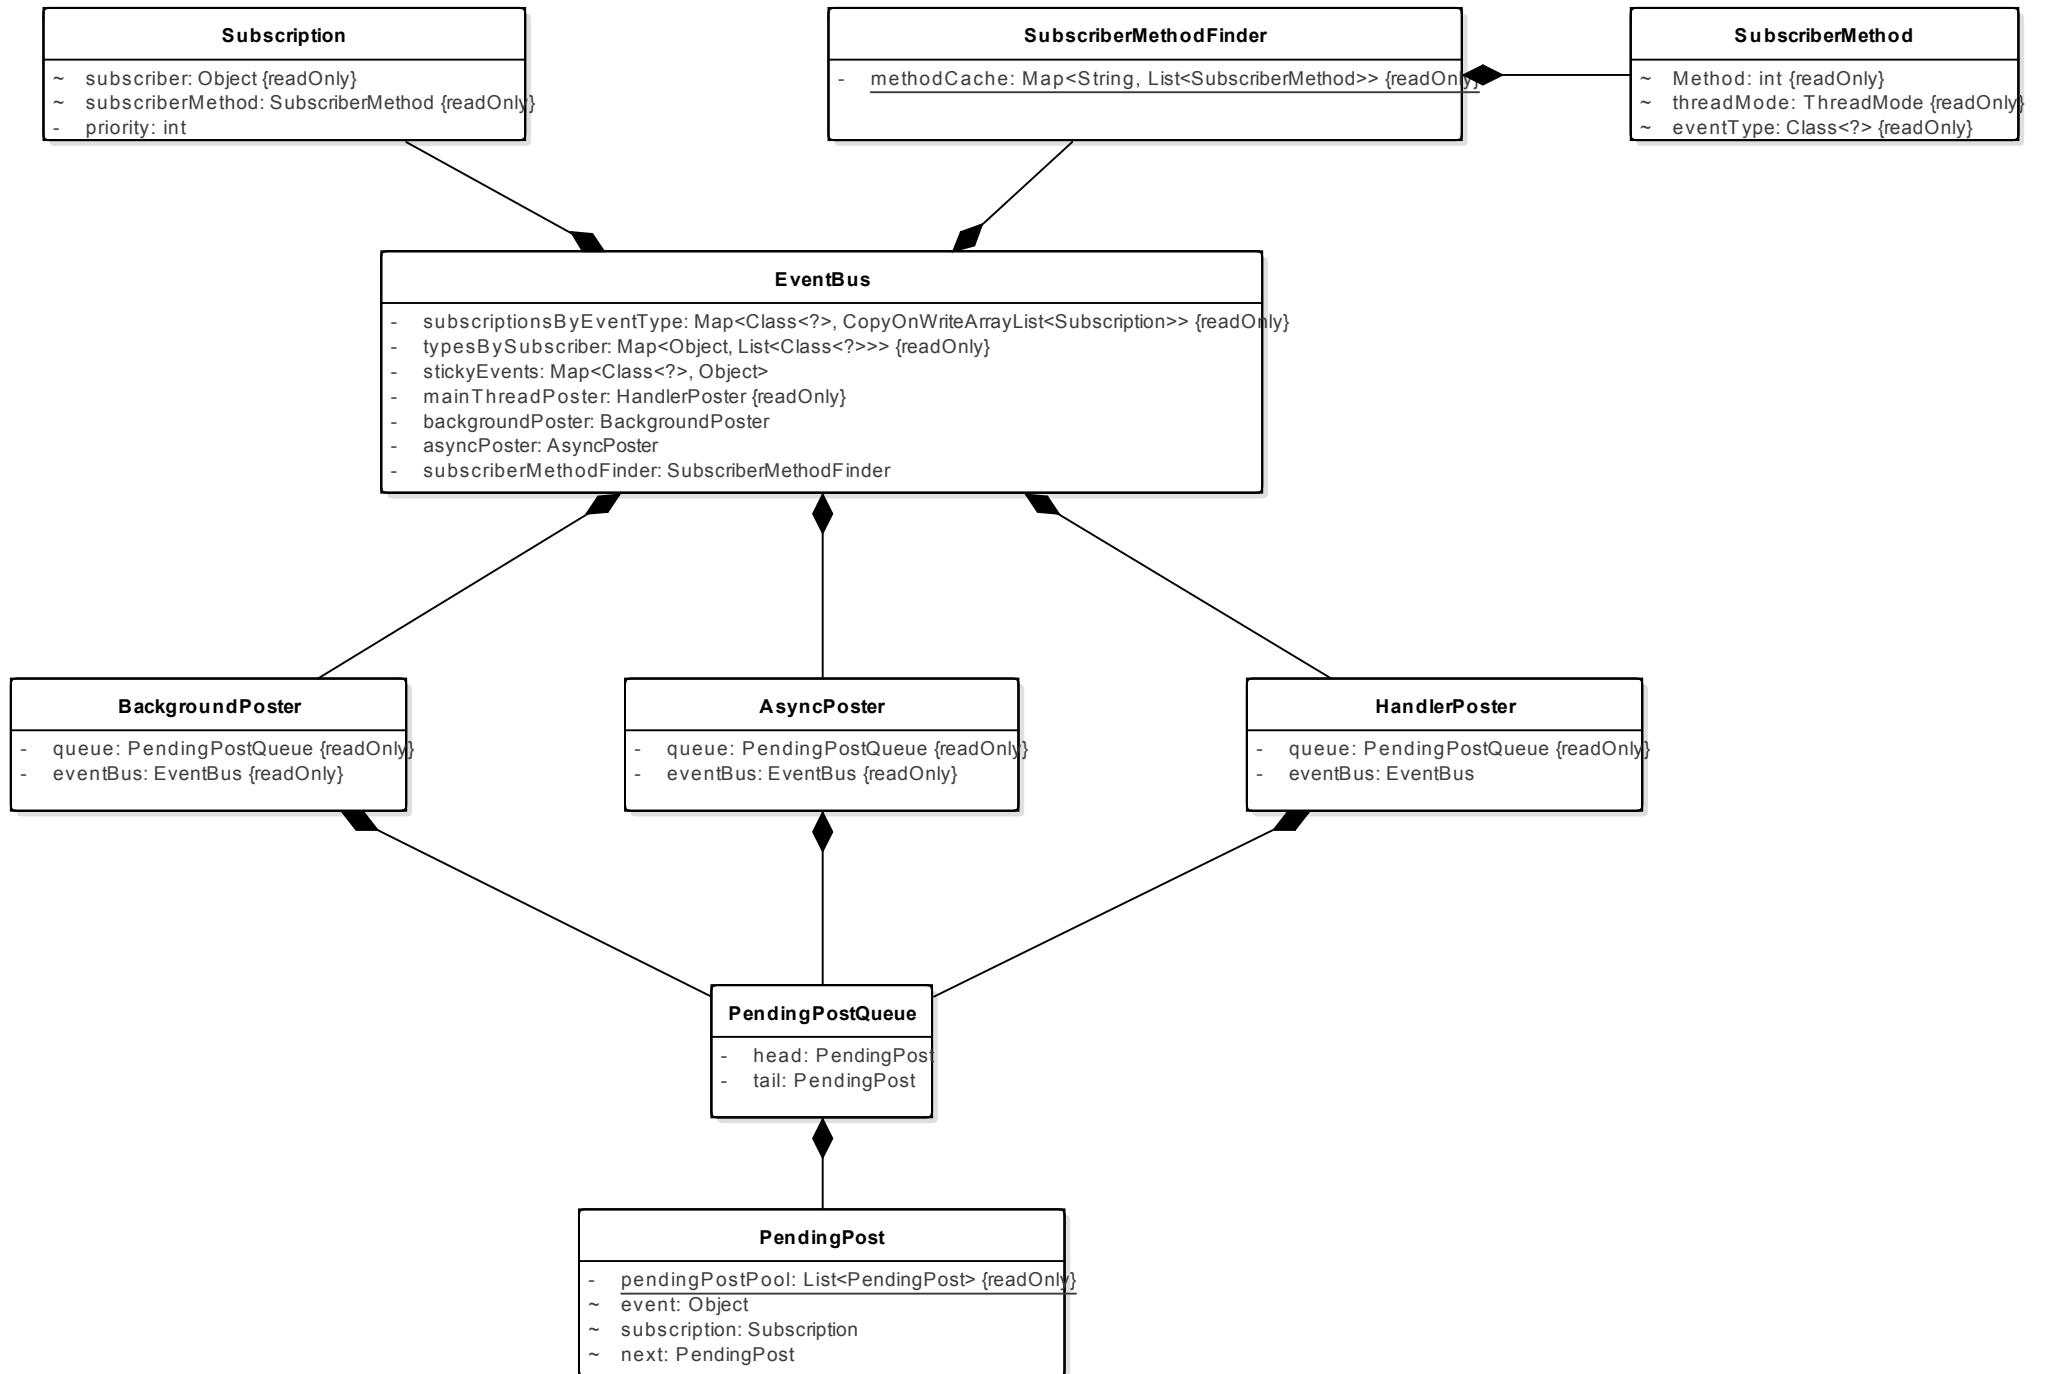 Subscription
~ subscriber: Object {readOnly}
~ subscriberMethod: SubscriberMethod {readOnly}
- priority: int
SubscriberMethodFinder
- methodCache: Map<String, List<SubscriberMethod>> {readOnly}
SubscriberMethod
~ Method: int {readOnly}
~ threadMode: ThreadMode {readOnly}
~ eventType: Class<?> {readOnly}
EventBus
- subscriptionsByEventType: Map<Class<?>, CopyOnWriteArrayList<Subscription>> {readOnly}
- typesBySubscriber: Map<Object, List<Class<?>>> {readOnly}
- stickyEvents: Map<Class<?>, Object>
- mainThreadPoster: HandlerPoster {readOnly}
- backgroundPoster: BackgroundPoster
- asyncPoster: AsyncPoster
- subscriberMethodFinder: SubscriberMethodFinder
BackgroundPoster
- queue: PendingPostQueue {readOnly}
- eventBus: EventBus {readOnly}
AsyncPoster
- queue: PendingPostQueue {readOnly}
- eventBus: EventBus {readOnly}
HandlerPoster
- queue: PendingPostQueue {readOnly}
- eventBus: EventBus
PendingPostQueue
- head: PendingPost
- tail: PendingPost
PendingPost
- pendingPostPool: List<PendingPost> {readOnly}
~ event: Object
~ subscription: Subscription
~ next: PendingPost